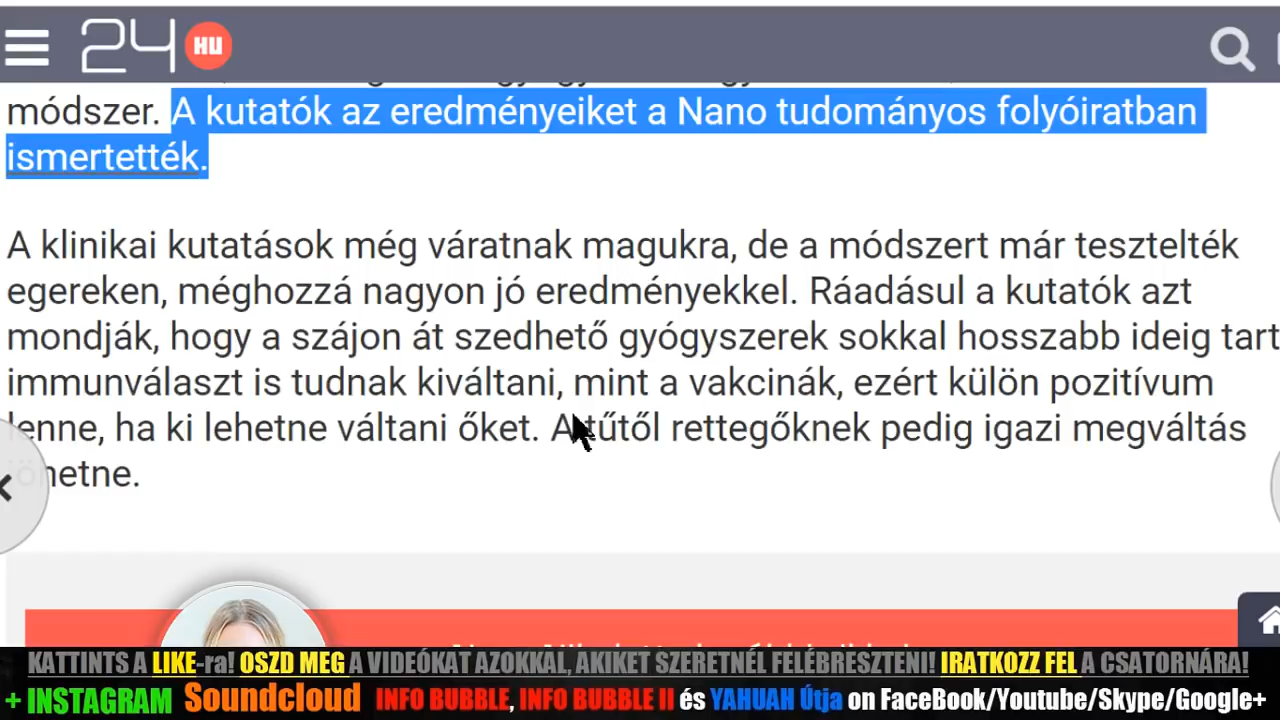 24 HU
módszer. A kutatók az eredményeiket a Nano tudományos folyóiratban
ismertették.
A klinikai kutatások még váratnak magukra, de a módszert már tesztelték
egereken, méghozzá nagyon jó eredményekkel. Ráadásul a kutatók azt
mondják, hogy a szájon át szedhető gyógyszerek sokkal hosszabb ideig tart
immunválaszt is tudnak kiváltani, mint a vakcinák, ezért külön pozitívum
lenne, ha ki lehetne váltani őket. A tűtől rettegőknek pedig igazi megváltás
jöhetne.
KATTINTS A LIKE-ra! OSZD MEG A VIDEÓKAT AZOKKAL, AKIKET SZERETNÉL FELÉBRESZTENI! IRATKOZZ FEL A CSATORNÁRA!
+ INSTAGRAM Soundcloud INFO BUBBLE, INFO BUBBLE II és YAHUAH Útja on FaceBook/Youtube/Skype/Google+